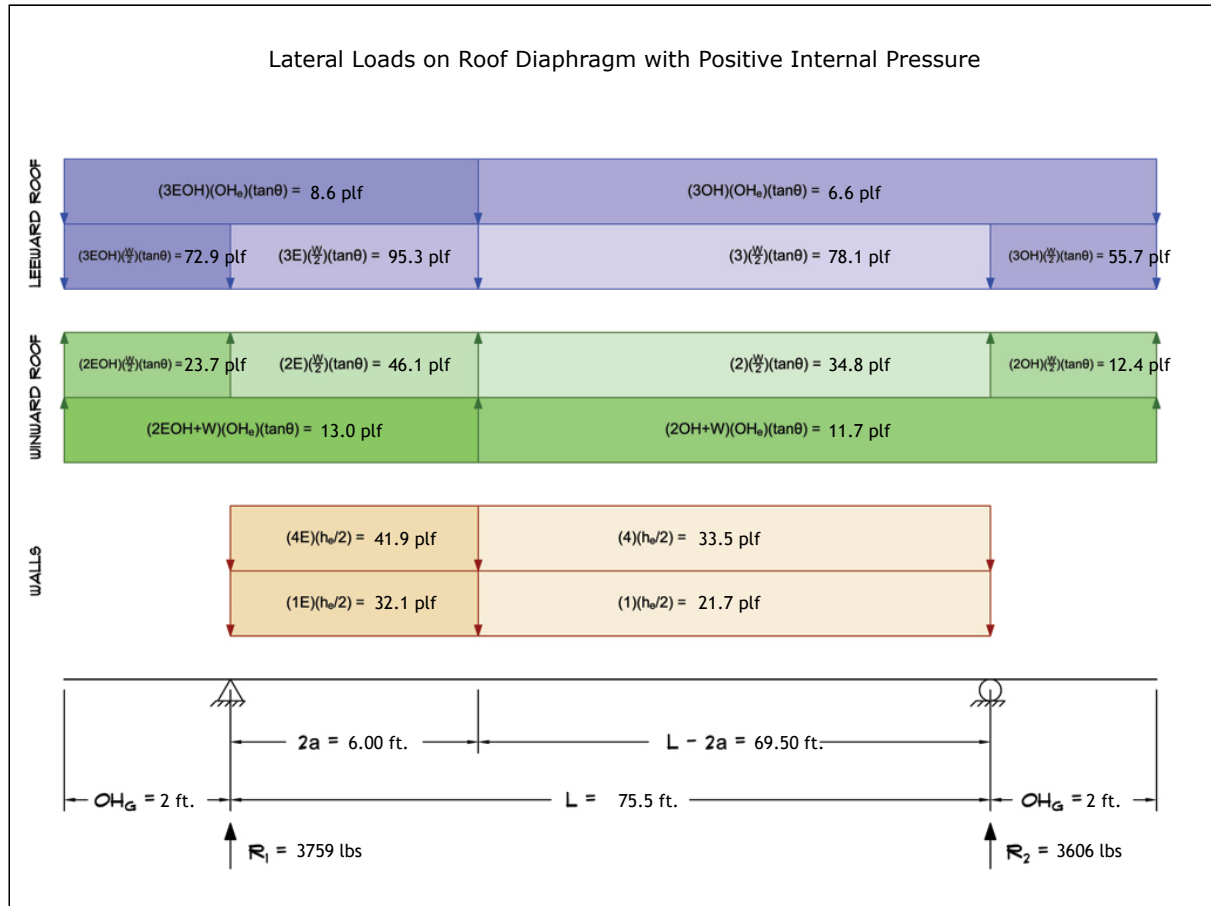 Lateral Loads on Roof Diaphragm with Positive Internal Pressure
LEEWARD ROOF
(3EOH)(OHₑ)(tanθ) = 8.6 plf
(3OH)(OHₑ)(tanθ) = 6.6 plf
(3EOH)(W/2)(tanθ) = 72.9 plf
(3E)(W/2)(tanθ) = 95.3 plf
(3)(W/2)(tanθ) = 78.1 plf
(3OH)(W/2)(tanθ) = 55.7 plf
WINWARD ROOF
(2EOH)(W/2)(tanθ) = 23.7 plf
(2E)(W/2)(tanθ) = 46.1 plf
(2)(W/2)(tanθ) = 34.8 plf
(2OH)(W/2)(tanθ) = 12.4 plf
(2EOH+W)(OHₑ)(tanθ) = 13.0 plf
(2OH+W)(OHₑ)(tanθ) = 11.7 plf
WALLS
(4E)(hₑ/2) = 41.9 plf
(4)(hₑ/2) = 33.5 plf
(1E)(hₑ/2) = 32.1 plf
(1)(hₑ/2) = 21.7 plf
2a = 6.00 ft.
L - 2a = 69.50 ft.
OH_G = 2 ft.
L = 75.5 ft.
OH_G = 2 ft.
R₁ = 3759 lbs
R₂ = 3606 lbs